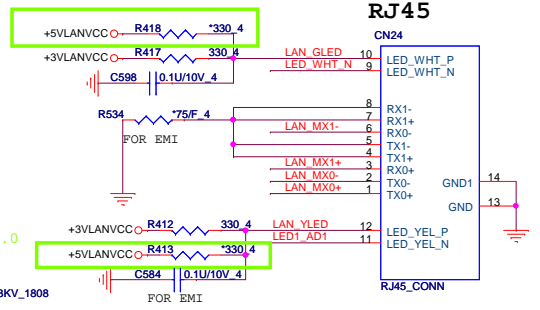 RJ45
CN24
+5VLANVCC R418 *330_4
+3VLANVCC R417 330_4
LAN_GLED 10 LED_WHT_P
LED_WHT_N 9 LED_WHT_N
C598 0.1U/10V_4
8 RX1-
R534 *75/F_4 7 RX1+
LAN_MX1- 6 RX0-
FOR EMI 5 TX1-
4 TX1+
LAN_MX1+ 3 RX0+
LAN_MX0- 2 TX0- GND1 14
LAN_MX0+ 1 TX0+
GND 13
+3VLANVCC R412 330_4 LAN_YLED 12 LED_YEL_P
LED1_AD1 11 LED_YEL_N
.0
+5VLANVCC R413 *330_4
C584 0.1U/10V_4
RJ45_CONN
KV_1808
FOR EMI